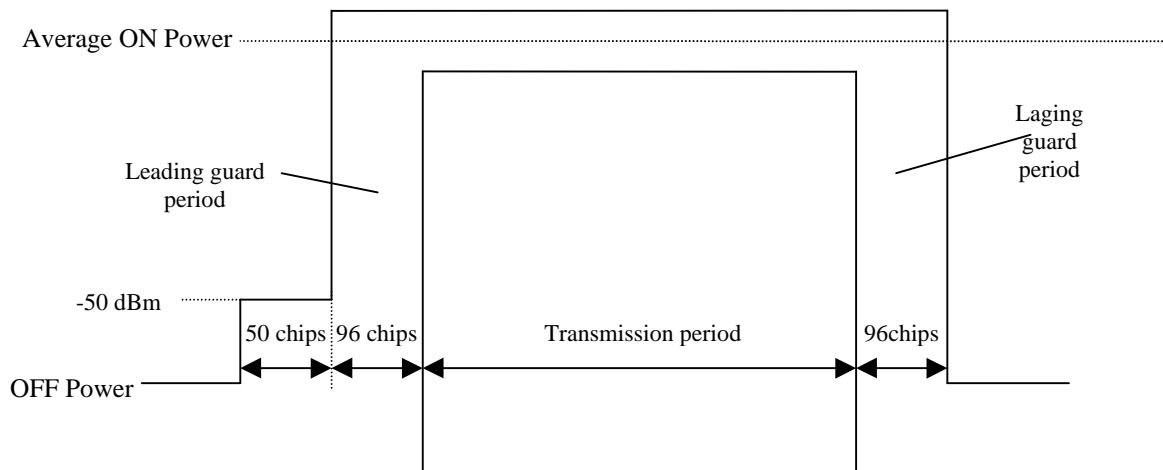 Average ON Power
Laging
guard
period
Leading guard
period
-50 dBm
50 chips
96 chips
Transmission period
96chips
OFF Power